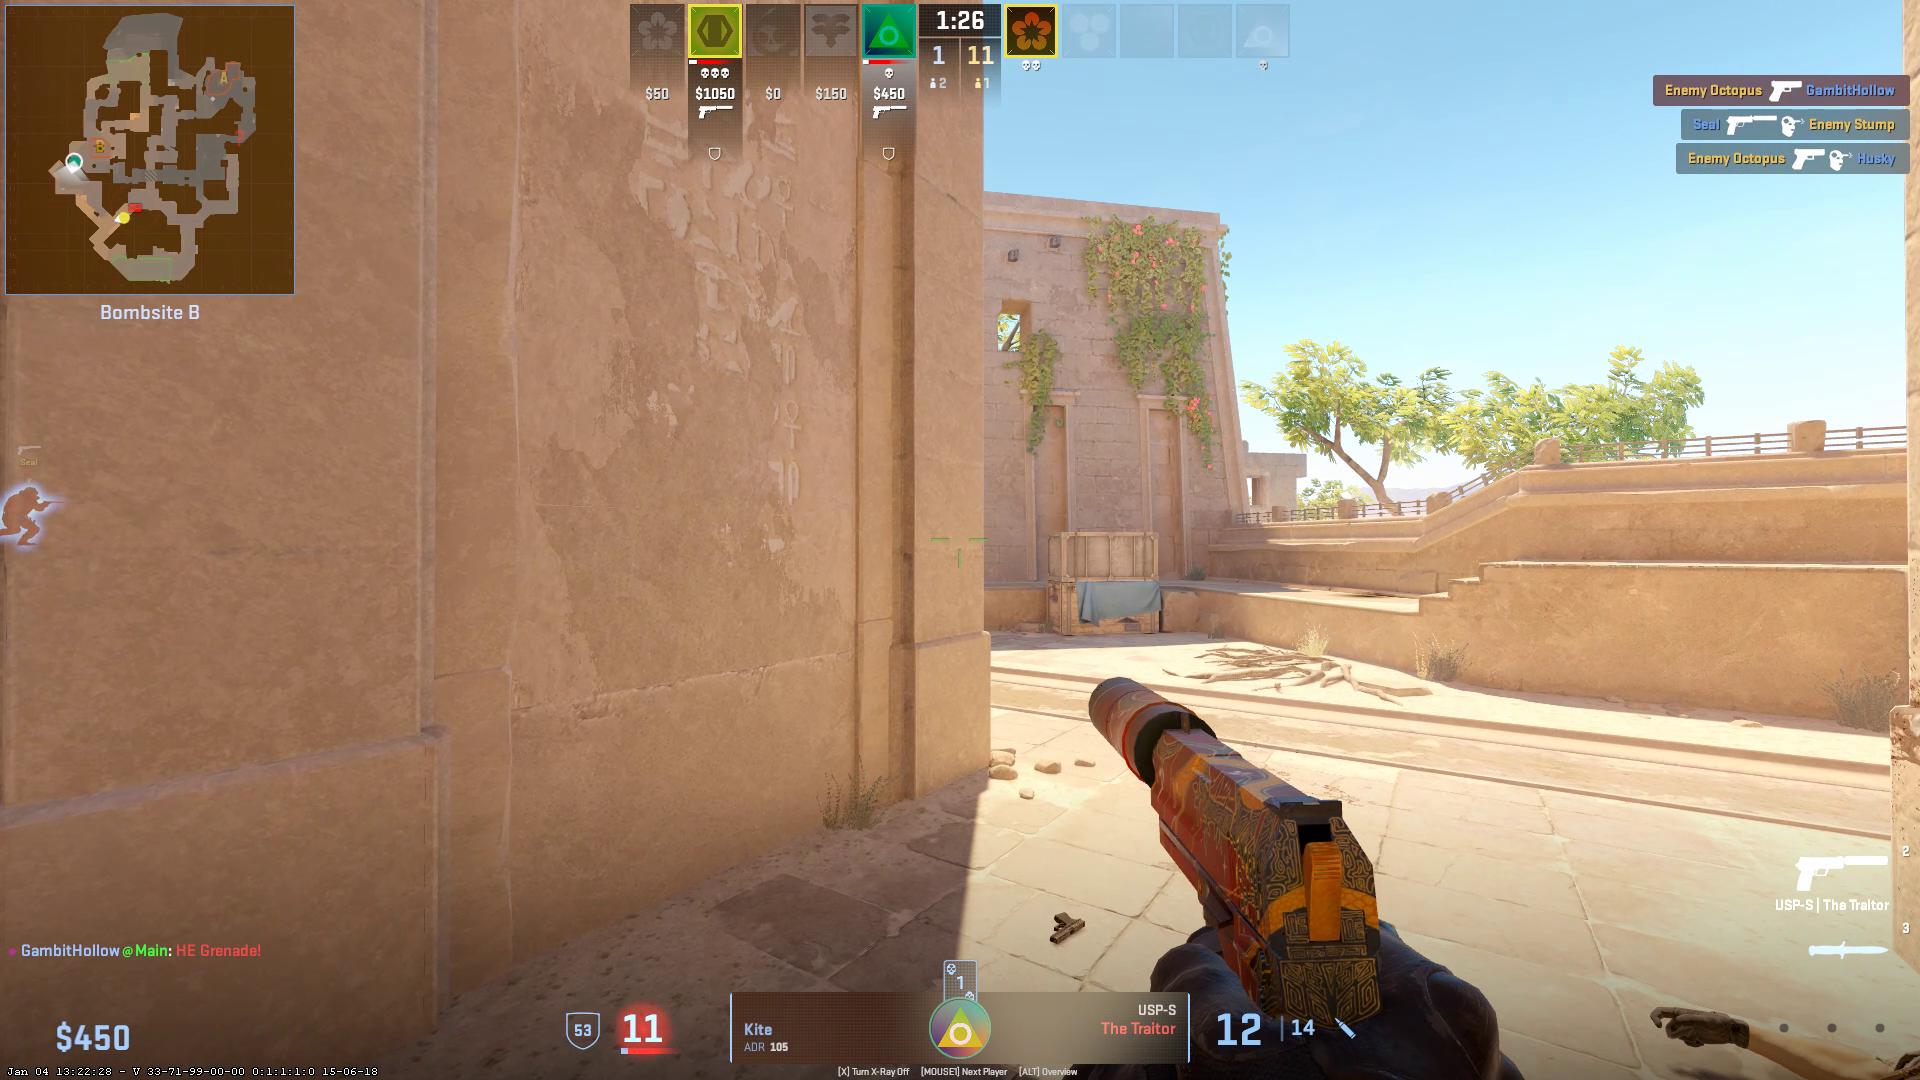 1:26
1 11
2 1
$50 $1050 $0 $150 $450
A
B
Bombsite B
Enemy Octopus GambitHollow
Seal Enemy Stump
Enemy Octopus Husky
Seal
2
USP-S | The Traitor
3
GambitHollow@Main: HE Grenade!
$450
53 11
Kite
ADR 105
1
USP-S
The Traitor
12 14
[X] Turn X-Ray Off [MOUSE1] Next Player [ALT] Overview
Jan 04 13:22:28 - V 33-71-99-00-00 0:1:1:1:0 15-06-18